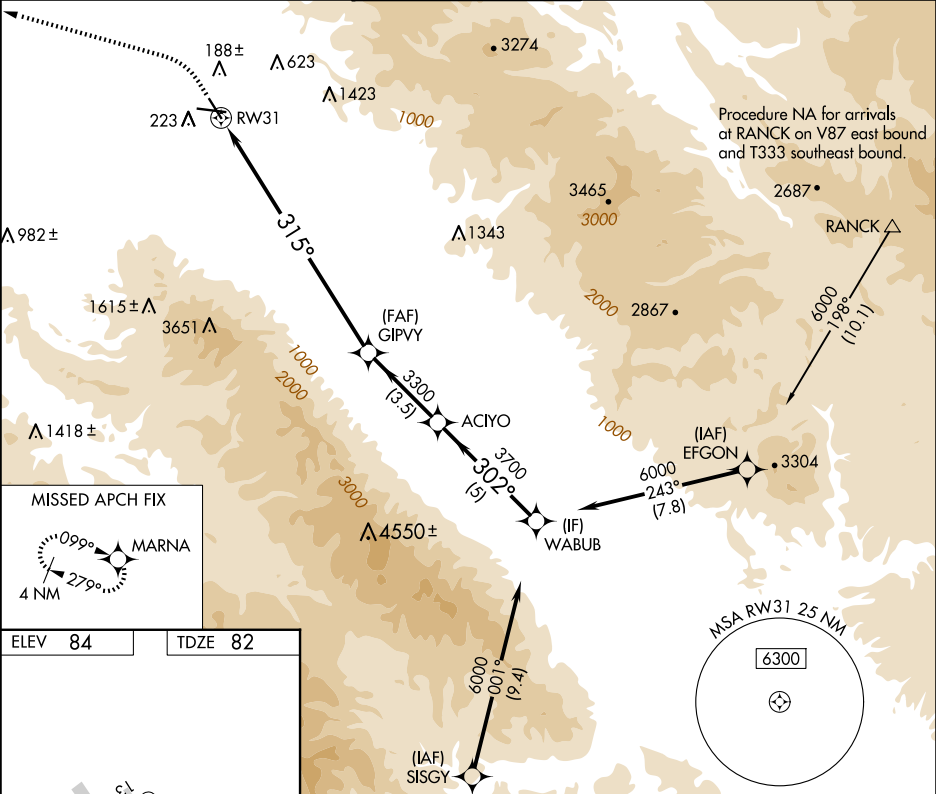 188±
623
3274
1423
223
RW31
1000
Procedure NA for arrivals
at RANCK on V87 east bound
and T333 southeast bound.
3465
3000
2687
RANCK
982±
315°
1343
6000
198°
(10.1)
1615±
3651
2000
2867
(FAF)
GIPVY
1000
2000
3300
(3.5)
ACIYO
1418±
1000
(IAF)
EFGON
3304
3700
302°
(5)
6000
243°
(7.8)
3000
MISSED APCH FIX
099°
MARNA
279°
4 NM
4550±
(IF)
WABUB
MSA RW31 25 NM
6300
ELEV 84
TDZE 82
6000
001°
(9.4)
(IAF)
SISGY